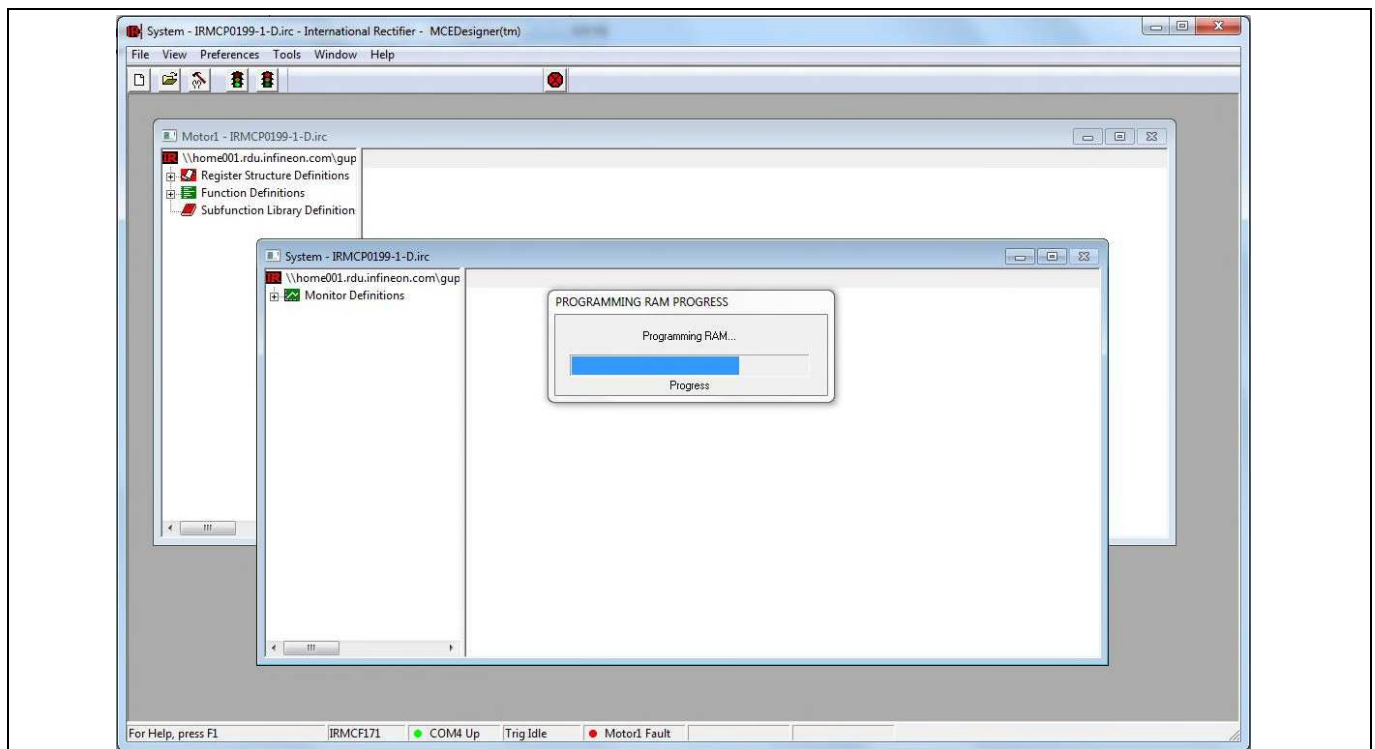 System - IRMCP0199-1-D.irc - International Rectifier - MCEDesigner(tm)
File View Preferences Tools Window Help
Motor1 - IRMCP0199-1-D.irc
IR \\home001.rdu.infineon.com\gup
Register Structure Definitions
Function Definitions
Subfunction Library Definition
System - IRMCP0199-1-D.irc
IR \\home001.rdu.infineon.com\gup
Monitor Definitions
PROGRAMMING RAM PROGRESS
Programming RAM...
Progress
For Help, press F1 IRMCF171 COM4 Up Trig Idle Motor1 Fault